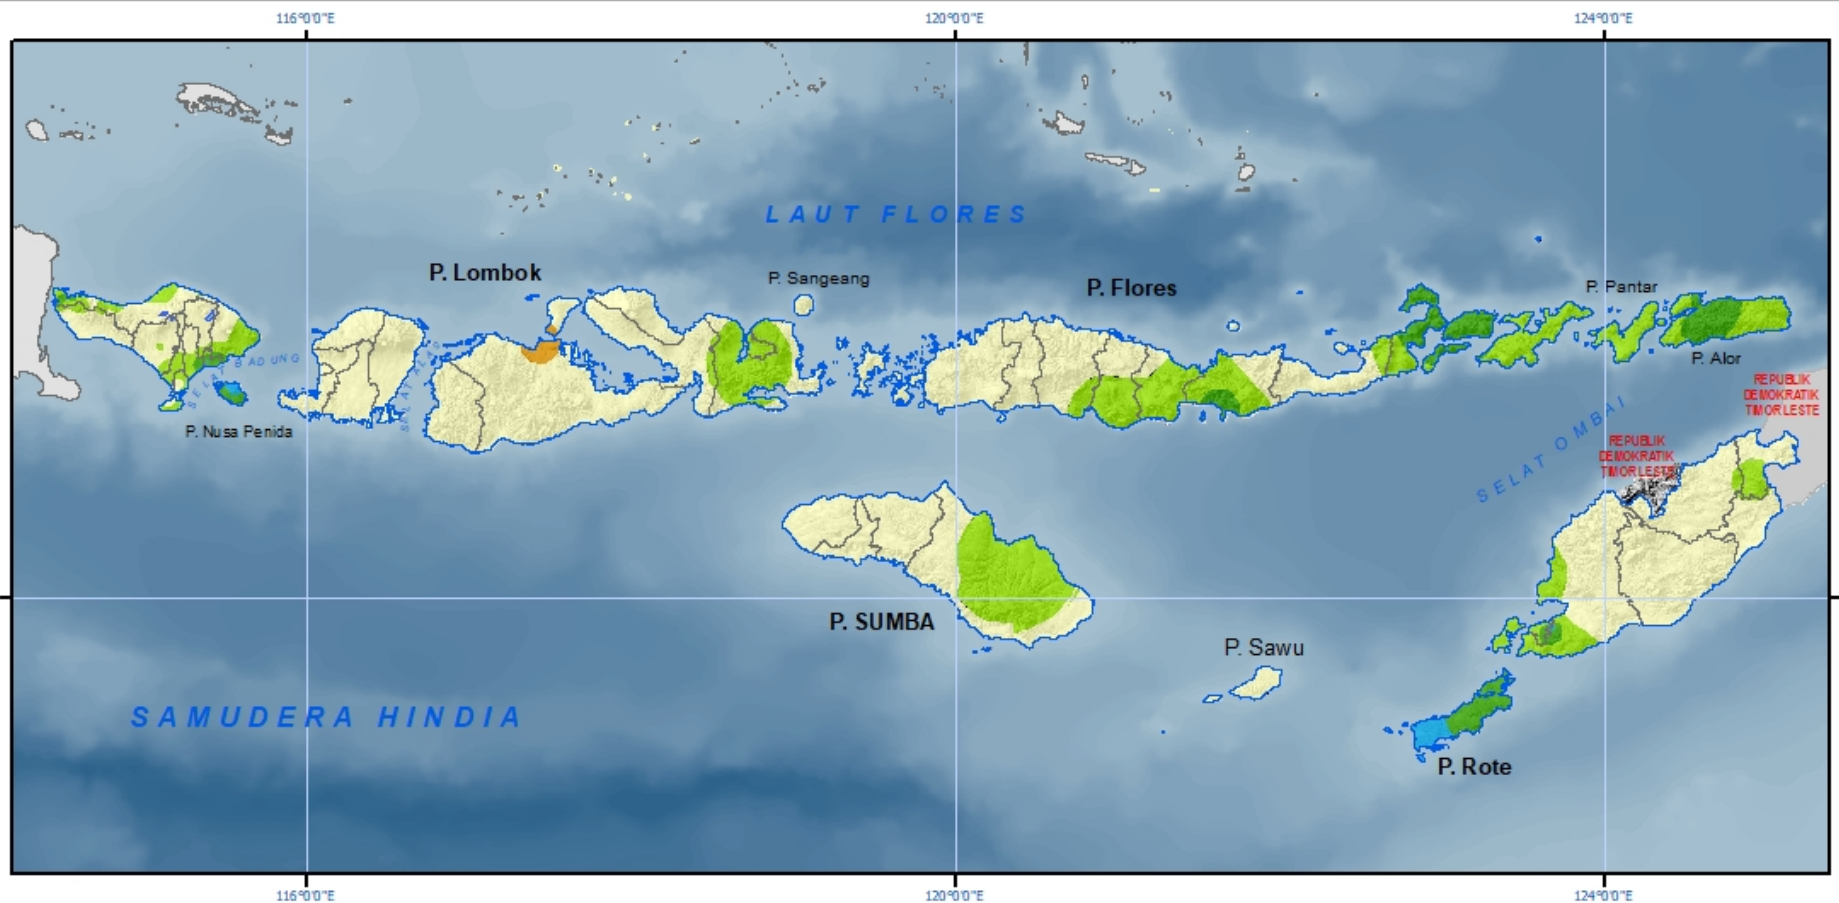 116°0'0"E
120°0'0"E
124°0'0"E
LAUT FLORES
P. Lombok
P. Sangeang
P. Flores
P. Pantar
P. Alor
SELAT BADUNG
SELAT ALAS
P. Nusa Penida
REPUBLIK
DEMOKRATIK
TIMOR LESTE
SELAT OMBAI
REPUBLIK
DEMOKRATIK
TIMOR LESTE
P. SUMBA
P. Sawu
SAMUDERA HINDIA
P. Rote
116°0'0"E
120°0'0"E
124°0'0"E